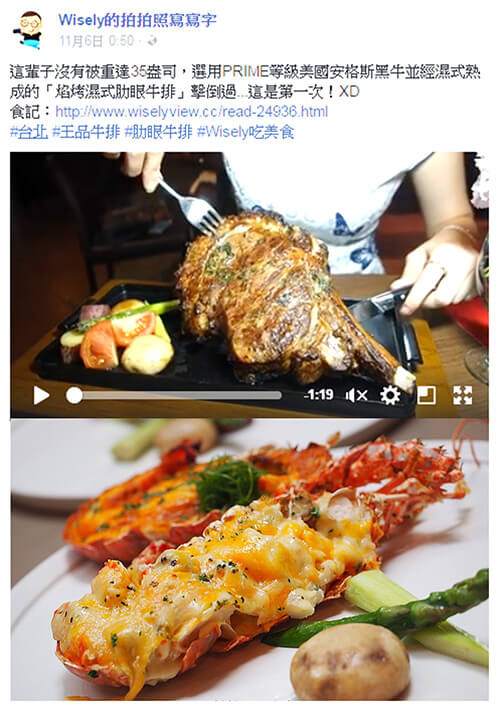 Wisely的拍拍照寫寫字
11月6日 0:50
這輩子沒有被重達35盎司，選用PRIME等級美國安格斯黑牛並經濕式熟
成的「焰烤濕式肋眼牛排」擊倒過...這是第一次！XD
食記：http://www.wiselyview.cc/read-24936.html
#台北 #王品牛排 #肋眼牛排 #Wisely吃美食
-1:19